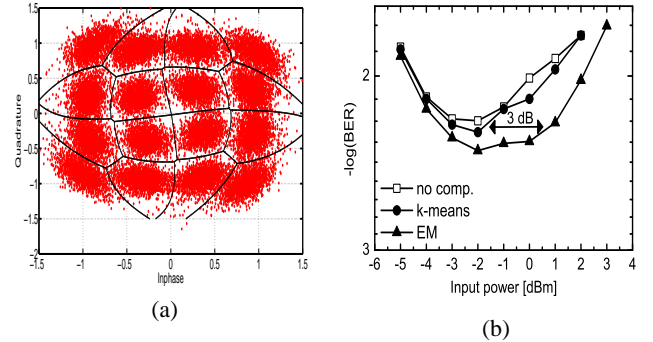 1.5
1
0.5
0
−0.5
−1
−1.5
−2
Quadrature
−1.5 −1 −0.5 0 0.5 1 1.5
Inphase
(a)
-log(BER)
2
3
3 dB
no comp.
k-means
EM
-6 -5 -4 -3 -2 -1 0 1 2 3 4
Input power [dBm]
(b)